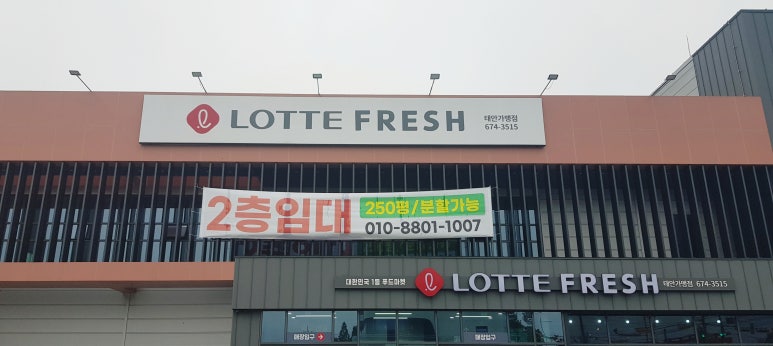 LOTTE FRESH 태안가맹점
674-3515
2층임대 250평/분할가능
010-8801-1007
대한민국 1등 푸드마켓 LOTTE FRESH 태안가맹점 674-3515
매장입구 매장입구